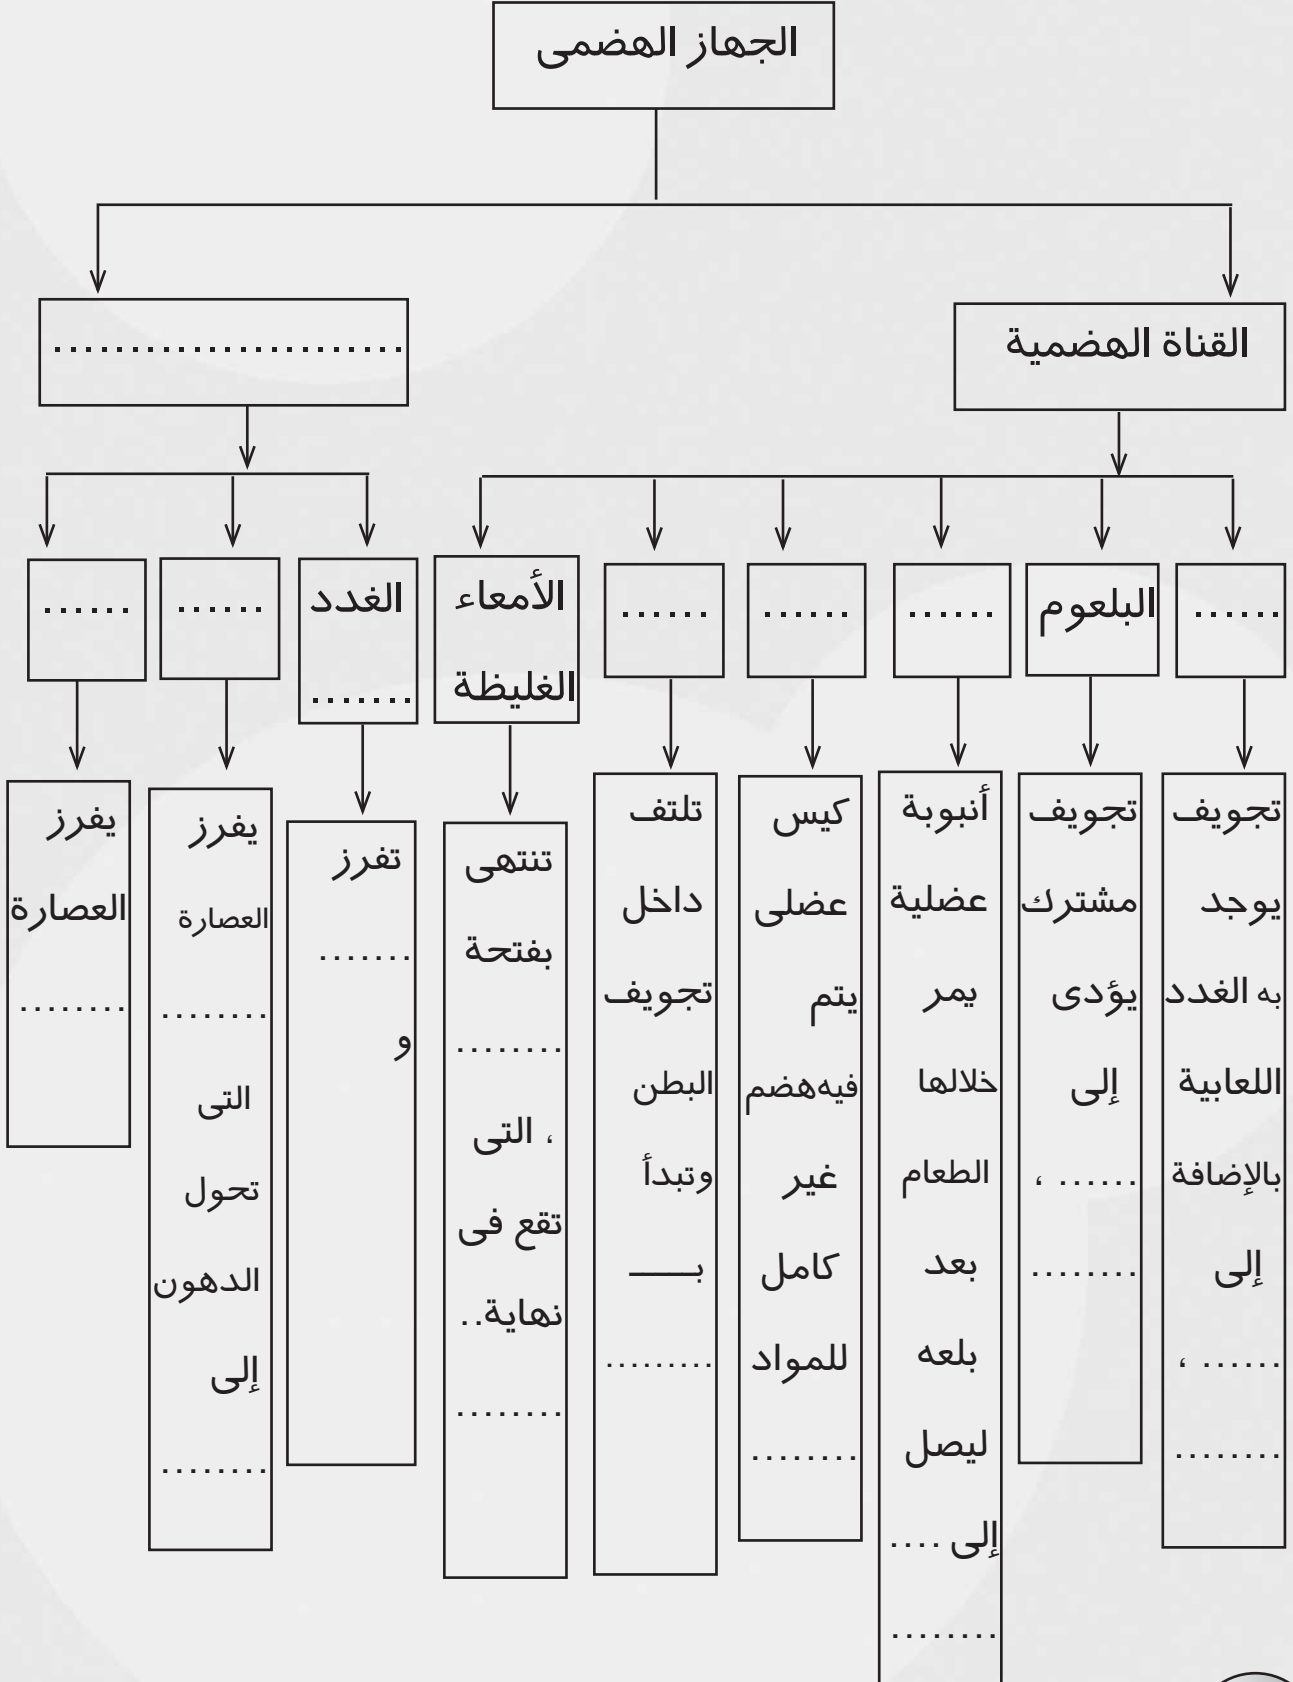 الجهاز الهضمى
القناة الهضمية
......................
......
البلعوم
......
......
......
الأمعاء
الغليظة
الغدد
.......
......
......
تجويف
يوجد
به الغدد
اللعابية
بالإضافة
إلى
...... ،
........
تجويف
مشترك
يؤدى
إلى
...... ،
........
أنبوبة
عضلية
يمر
خلالها
الطعام
بعد
بلعه
ليصل
إلى ....
........
كيس
عضلى
يتم
فيه هضم
غير
كامل
للمواد
........
تلتف
داخل
تجويف
البطن
وتبدأ
بـــــ
.........
تنتهى
بفتحة
........
، التى
تقع فى
نهاية..
........
تفرز
.......
و
يفرز
العصارة
........
التى
تحول
الدهون
إلى
........
يفرز
العصارة
........